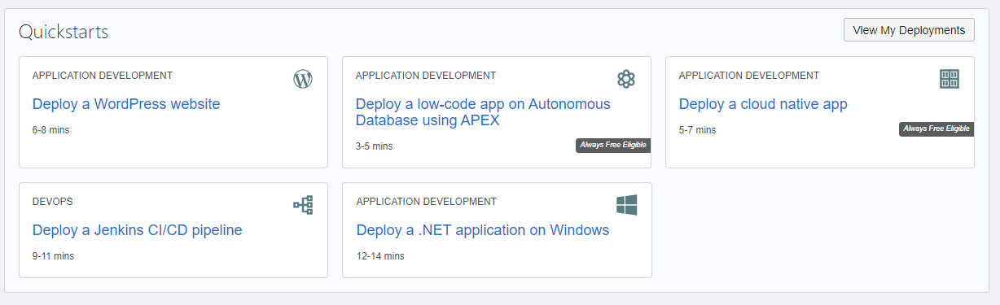 Quickstarts
View My Deployments
APPLICATION DEVELOPMENT
Deploy a WordPress website
6-8 mins
APPLICATION DEVELOPMENT
Deploy a low-code app on Autonomous
Database using APEX
3-5 mins
Always Free Eligible
APPLICATION DEVELOPMENT
Deploy a cloud native app
5-7 mins
Always Free Eligible
DEVOPS
Deploy a Jenkins CI/CD pipeline
9-11 mins
APPLICATION DEVELOPMENT
Deploy a .NET application on Windows
12-14 mins